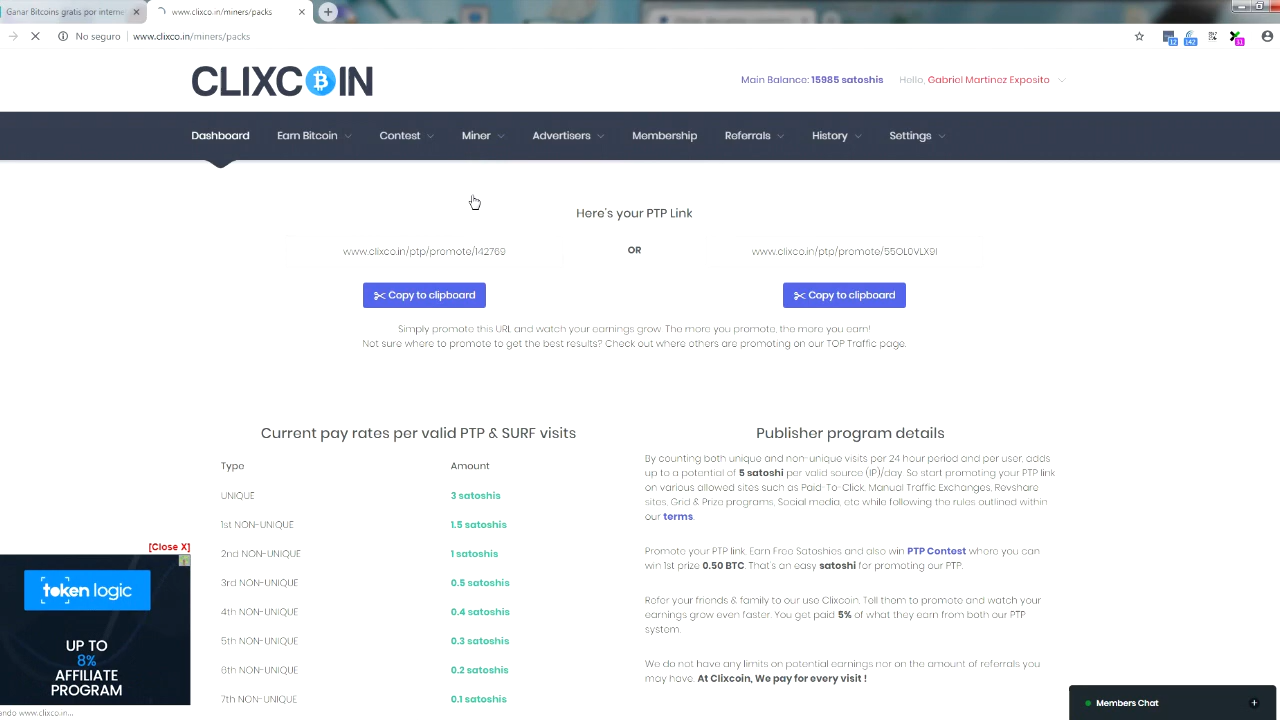 Ganar Bitcoins gratis por internet
www.clixco.in/miners/packs
No seguro
www.clixco.in/miners/packs
12
142
31
CLIXCOIN
Main Balance: 15985 satoshis
Hello, Gabriel Martinez Exposito
Dashboard
Earn Bitcoin
Contest
Miner
Advertisers
Membership
Referrals
History
Settings
Here's your PTP Link
www.clixco.in/ptp/promote/142769
OR
www.clixco.in/ptp/promote/55OL0VLX9I
Copy to clipboard
Copy to clipboard
Simply promote this URL and watch your earnings grow. The more you promote, the more you earn!
Not sure where to promote to get the best results? Check out where others are promoting on our TOP Traffic page.
Current pay rates per valid PTP & SURF visits
Type Amount
UNIQUE 3 satoshis
1st NON-UNIQUE 1.5 satoshis
2nd NON-UNIQUE 1 satoshis
3rd NON-UNIQUE 0.5 satoshis
4th NON-UNIQUE 0.4 satoshis
5th NON-UNIQUE 0.3 satoshis
6th NON-UNIQUE 0.2 satoshis
7th NON-UNIQUE 0.1 satoshis
Publisher program details
By counting both unique and non-unique visits per 24 hour period and per user, adds
up to a potential of 5 satoshi per valid source (IP)/day. So start promoting your PTP link
on various allowed sites such as Paid-To-Click, Manual Traffic Exchanges, Revshare
sites, Grid & Prize programs, Social media, etc while following the rules outlined within
our terms.
Promote your PTP link, Earn Free Satoshies and also win PTP Contest where you can
win 1st prize 0.50 BTC. That's an easy satoshi for promoting our PTP.
Refer your friends & family to our use Clixcoin. Tell them to promote and watch your
earnings grow even faster. You get paid 5% of what they earn from both our PTP
system.
We do not have any limits on potential earnings nor on the amount of referrals you
may have. At Clixcoin, We pay for every visit !
[Close X]
token logic
UP TO
8%
AFFILIATE
PROGRAM
ando www.clixco.in...
Members Chat